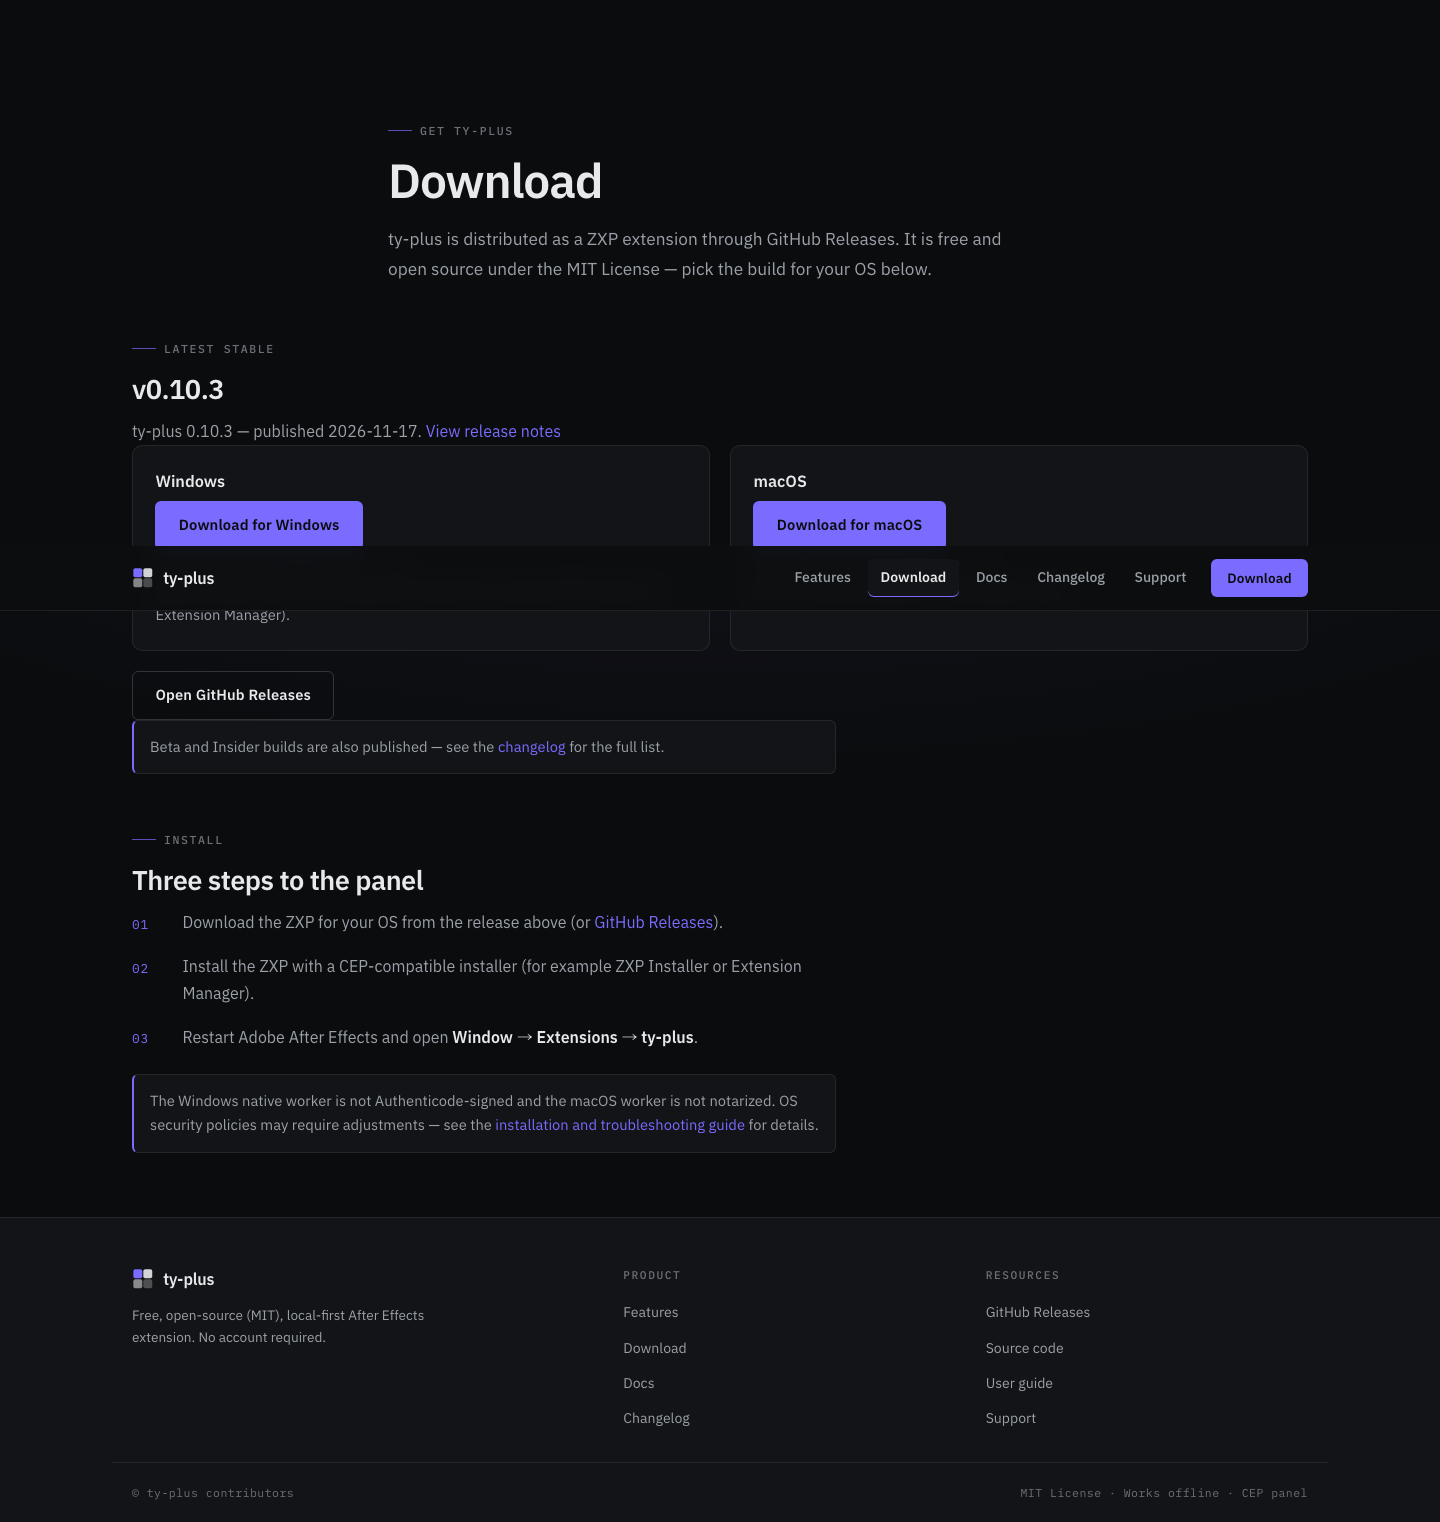 GET TY-PLUS
Download
ty-plus is distributed as a ZXP extension through GitHub Releases. It is free and
open source under the MIT License — pick the build for your OS below.
LATEST STABLE
v0.10.3
ty-plus 0.10.3 — published 2026-11-17. View release notes
Windows
Download for Windows
macOS
Download for macOS
ty-plus
Features
Download
Docs
Changelog
Support
Download
Extension Manager).
Open GitHub Releases
Beta and Insider builds are also published — see the changelog for the full list.
INSTALL
Three steps to the panel
01 Download the ZXP for your OS from the release above (or GitHub Releases).
02 Install the ZXP with a CEP-compatible installer (for example ZXP Installer or Extension
Manager).
03 Restart Adobe After Effects and open Window → Extensions → ty-plus.
The Windows native worker is not Authenticode-signed and the macOS worker is not notarized. OS
security policies may require adjustments — see the installation and troubleshooting guide for details.
ty-plus
Free, open-source (MIT), local-first After Effects
extension. No account required.
PRODUCT
Features
Download
Docs
Changelog
RESOURCES
GitHub Releases
Source code
User guide
Support
© ty-plus contributors
MIT License · Works offline · CEP panel